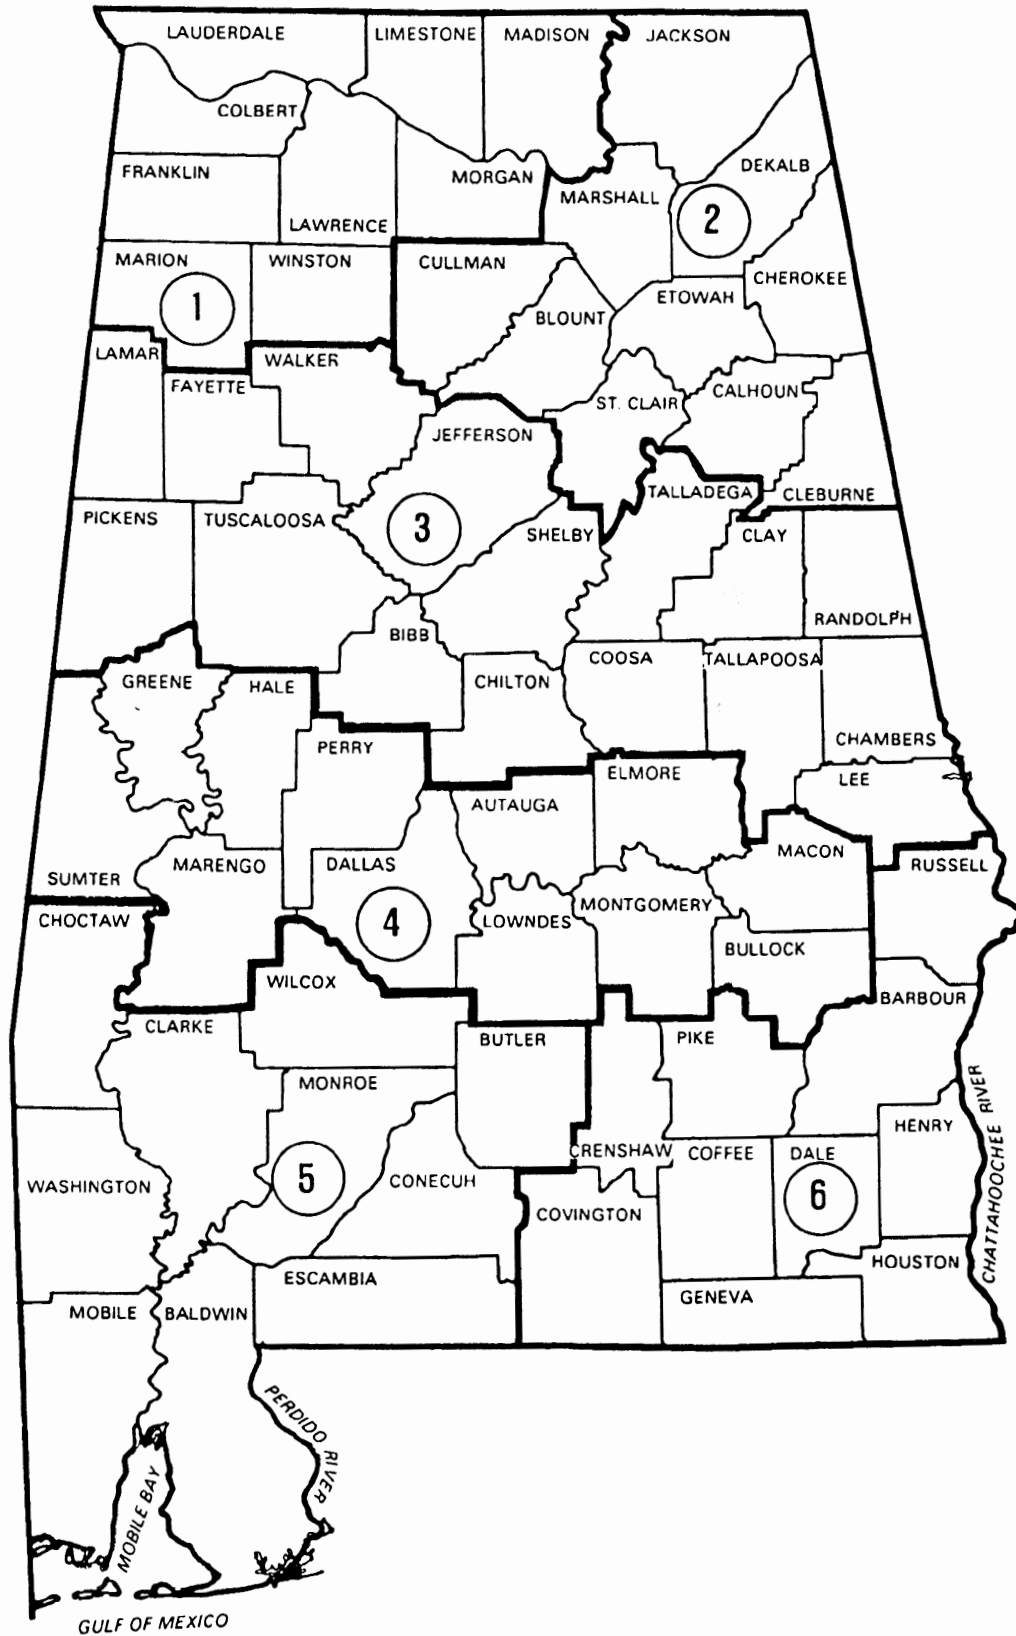 LAUDERDALE
LIMESTONE
MADISON
JACKSON
COLBERT
FRANKLIN
LAWRENCE
MORGAN
MARSHALL
DEKALB
2
MARION
WINSTON
CULLMAN
CHEROKEE
1
BLOUNT
ETOWAH
LAMAR
WALKER
FAYETTE
ST. CLAIR
CALHOUN
JEFFERSON
PICKENS
TUSCALOOSA
3
SHELBY
TALLADEGA
CLEBURNE
CLAY
RANDOLPH
BIBB
COOSA
TALLAPOOSA
GREENE
HALE
CHILTON
PERRY
CHAMBERS
ELMORE
LEE
AUTAUGA
SUMTER
MARENGO
DALLAS
MACON
RUSSELL
CHOCTAW
4
LOWNDES
MONTGOMERY
BULLOCK
WILCOX
BARBOUR
CLARKE
BUTLER
PIKE
MONROE
CHATTAHOOCHEE RIVER
HENRY
WASHINGTON
5
CONECUH
CRENSHAW
COFFEE
DALE
6
COVINGTON
HOUSTON
ESCAMBIA
GENEVA
MOBILE
BALDWIN
PERDIDO RIVER
MOBILE BAY
GULF OF MEXICO